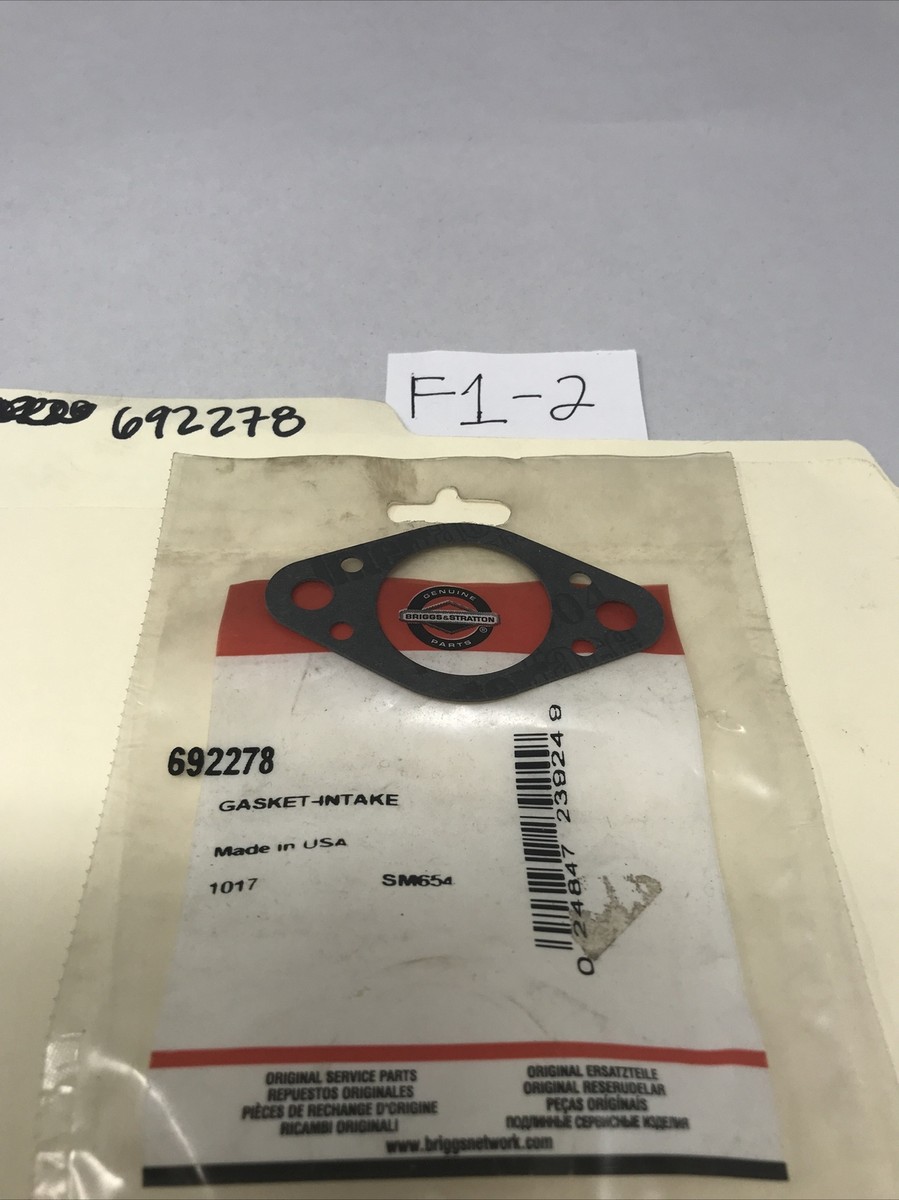 F1-2
692278
GENUINE
BRIGGS&STRATTON
®
PARTS
692278
GASKET-INTAKE
Made in USA
1017 SM654
0 24847 23924 9
ORIGINAL SERVICE PARTS
REPUESTOS ORIGINALES
PIÈCES DE RECHANGE D'ORIGINE
RICAMBI ORIGINALI
ORIGINAL ERSATZTEILE
ORIGINAL RESERUDELAR
PEÇAS ORIGINAIS
ПОДЛИННЫЕ СЕРВИСНЫЕ ИЗДЕЛИЯ
www.briggsnetwork.com